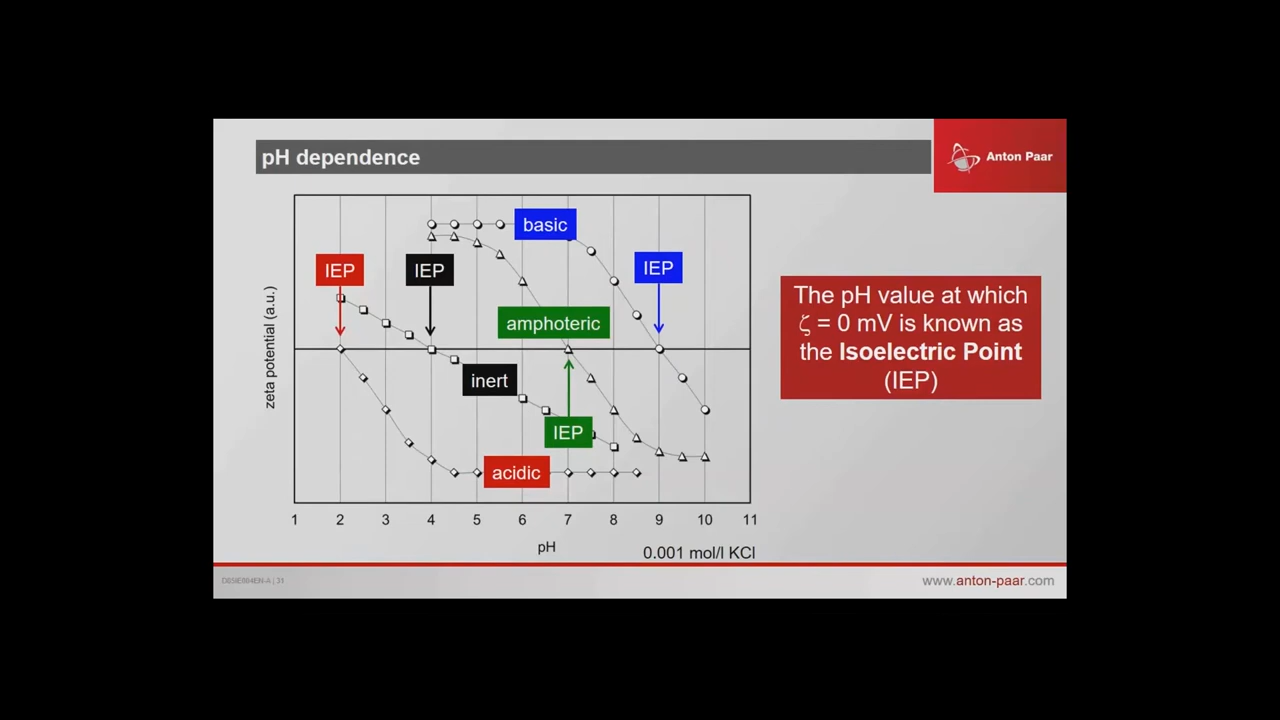 pH dependence
Anton Paar
basic
IEP
IEP
IEP
amphoteric
inert
IEP
acidic
zeta potential (a.u.)
1 2 3 4 5 6 7 8 9 10 11
pH
0.001 mol/l KCl
The pH value at which
ζ = 0 mV is known as
the Isoelectric Point
(IEP)
www.anton-paar.com